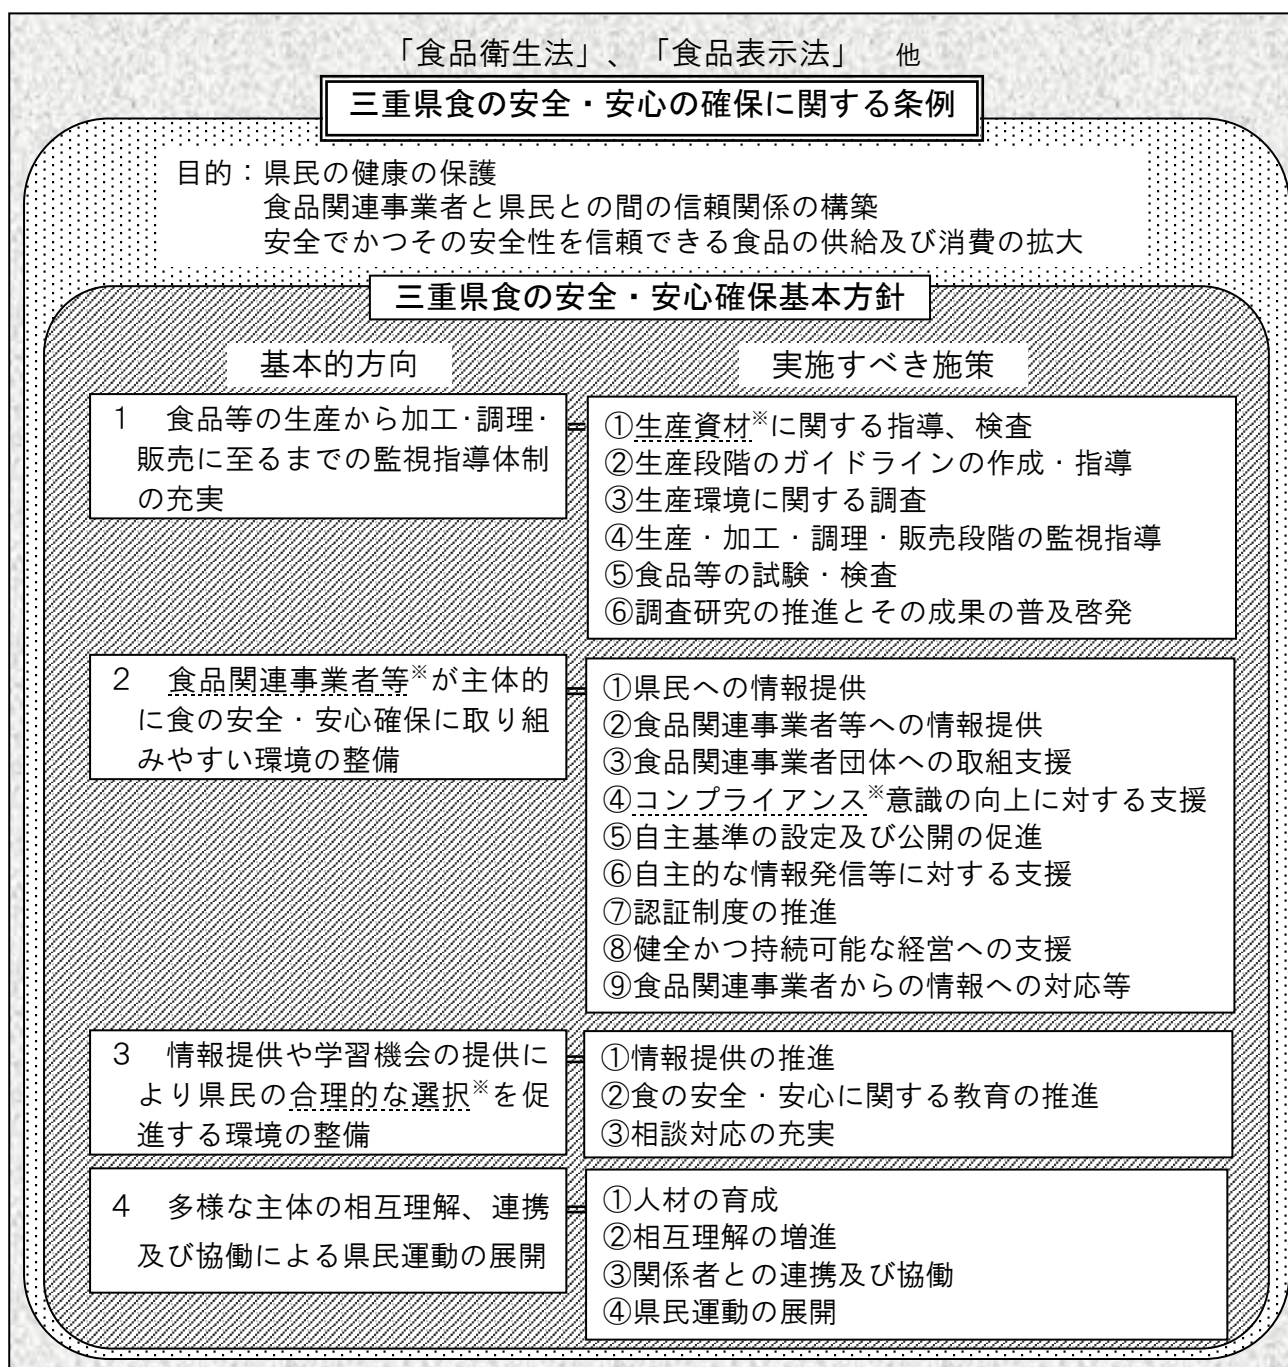 「食品衛生法」、「食品表示法」　他
三重県食の安全・安心の確保に関する条例
目的：県民の健康の保護
食品関連事業者と県民との間の信頼関係の構築
安全でかつその安全性を信頼できる食品の供給及び消費の拡大
三重県食の安全・安心確保基本方針
基本的方向
実施すべき施策
1　食品等の生産から加工・調理・
販売に至るまでの監視指導体制
の充実
①生産資材※に関する指導、検査
②生産段階のガイドラインの作成・指導
③生産環境に関する調査
④生産・加工・調理・販売段階の監視指導
⑤食品等の試験・検査
⑥調査研究の推進とその成果の普及啓発
2　食品関連事業者等※が主体的
に食の安全・安心確保に取り組
みやすい環境の整備
①県民への情報提供
②食品関連事業者等への情報提供
③食品関連事業者団体への取組支援
④コンプライアンス※意識の向上に対する支援
⑤自主基準の設定及び公開の促進
⑥自主的な情報発信等に対する支援
⑦認証制度の推進
⑧健全かつ持続可能な経営への支援
⑨食品関連事業者からの情報への対応等
3　情報提供や学習機会の提供によ
より県民の合理的な選択※を促
進する環境の整備
①情報提供の推進
②食の安全・安心に関する教育の推進
③相談対応の充実
4　多様な主体の相互理解、連携
及び協働による県民運動の展開
①人材の育成
②相互理解の増進
③関係者との連携及び協働
④県民運動の展開